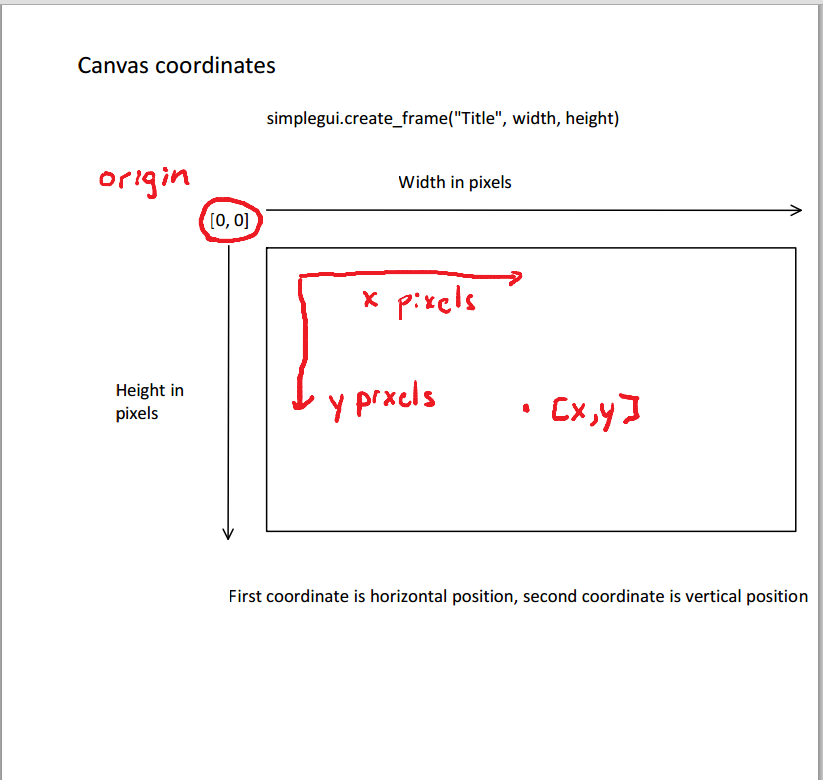 Canvas coordinates
simplegui.create_frame("Title", width, height)
origin
Width in pixels
[0, 0]
x pixels
Height in
pixels
y pixels
[x,y]
First coordinate is horizontal position, second coordinate is vertical position